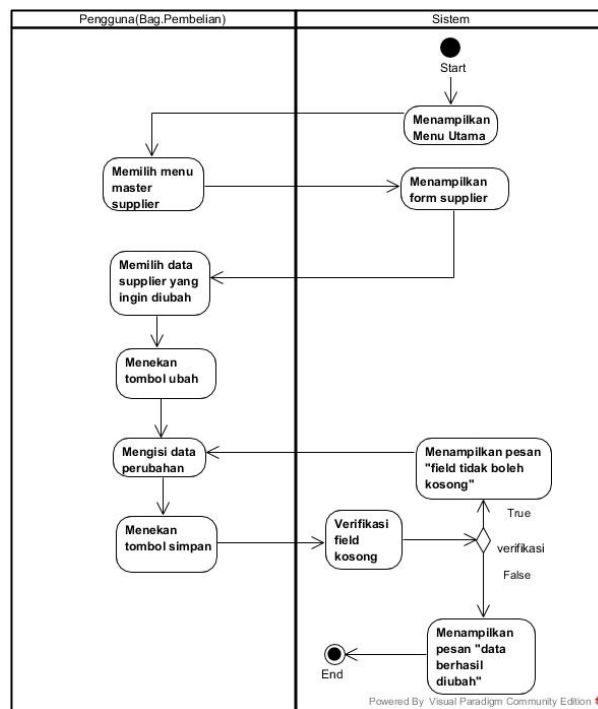 Pengguna(Bag.Pembelian)
Sistem
Start
Menampilkan
Menu Utama
Memilih menu
master
supplier
Menampilkan
form supplier
Memilih data
supplier yang
ingin diubah
Menekan
tombol ubah
Mengisi data
perubahan
Menampilkan pesan
"field tidak boleh
kosong"
Menekan
tombol simpan
Verifikasi
field
kosong
True
verifikasi
False
Menampilkan
pesan "data
berhasil
diubah"
End
Powered By Visual Paradigm Community Edition